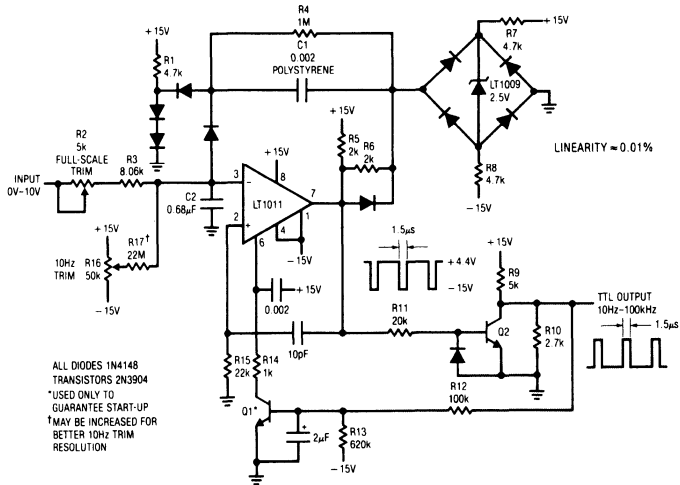 R4
1M
C1
0.002
POLYSTYRENE
+15V
R1
4.7k
R2
5k
FULL-SCALE
TRIM
R3
8.06k
INPUT
0V–10V
C2
0.68μF
+15V
3
−
8
LT1011
7
2
+
6
4
1
−15V
+15V
R5
2k
R6
2k
R7
4.7k
+15V
LT1009
2.5V
R8
4.7k
−15V
LINEARITY ≈ 0.01%
10Hz
TRIM
R16
50k
R17†
22M
−15V
+15V
0.002
10pF
1.5μs
+4 4V
−15V
R11
20k
+15V
R9
5k
Q2
R10
2.7k
TTL OUTPUT
10Hz–100kHz
1.5μs
R15
22k
R14
1k
R12
100k
Q1*
+
2μF
R13
620k
−15V
ALL DIODES 1N4148
TRANSISTORS 2N3904
*USED ONLY TO
GUARANTEE START-UP
†MAY BE INCREASED FOR
BETTER 10Hz TRIM
RESOLUTION